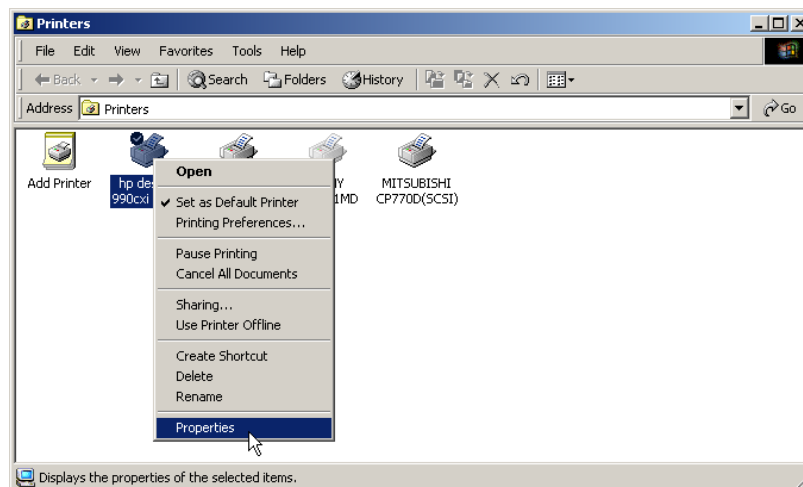 Printers
File Edit View Favorites Tools Help
Back Search Folders History
Address Printers Go
Add Printer
hp
990cxi
MITSUBISHI
CP770D(SCSI)
Open
Set as Default Printer
Printing Preferences...
Pause Printing
Cancel All Documents
Sharing...
Use Printer Offline
Create Shortcut
Delete
Rename
Properties
Displays the properties of the selected items.